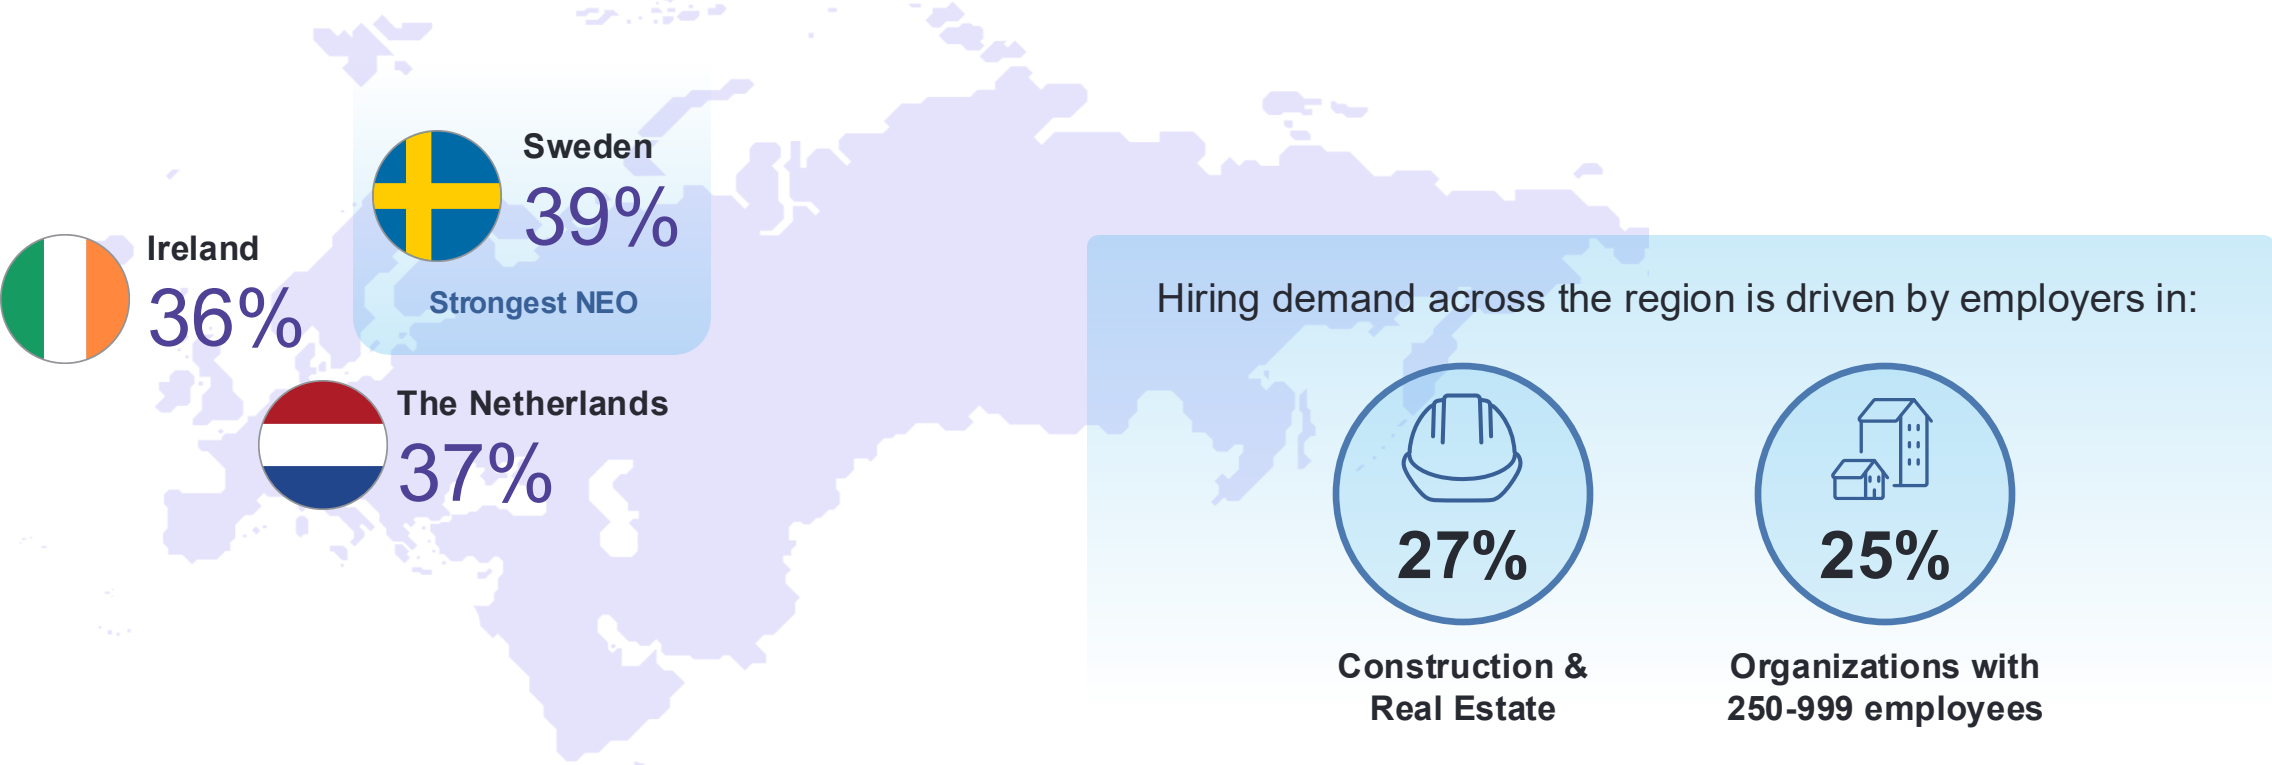 Sweden
39%
Strongest NEO
Ireland
36%
The Netherlands
37%
Hiring demand across the region is driven by employers in:
27%
Construction &
Real Estate
25%
Organizations with
250-999 employees